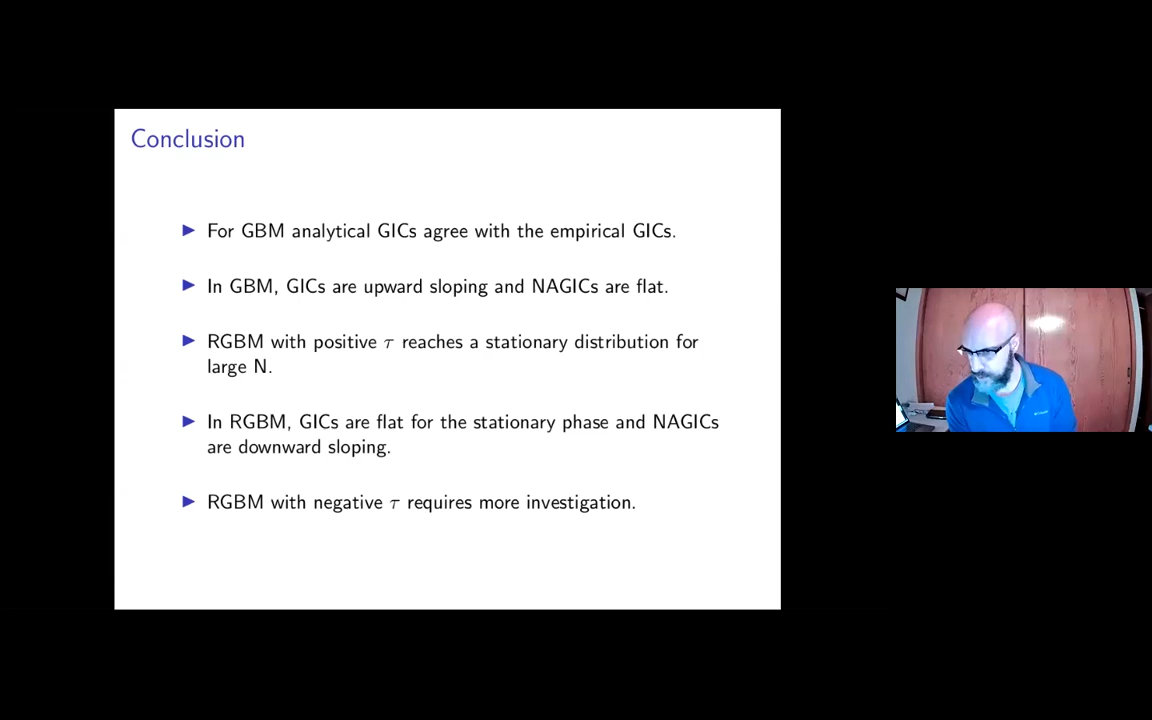 Conclusion
For GBM analytical GICs agree with the empirical GICs.
In GBM, GICs are upward sloping and NAGICs are flat.
RGBM with positive τ reaches a stationary distribution for
large N.
In RGBM, GICs are flat for the stationary phase and NAGICs
are downward sloping.
RGBM with negative τ requires more investigation.